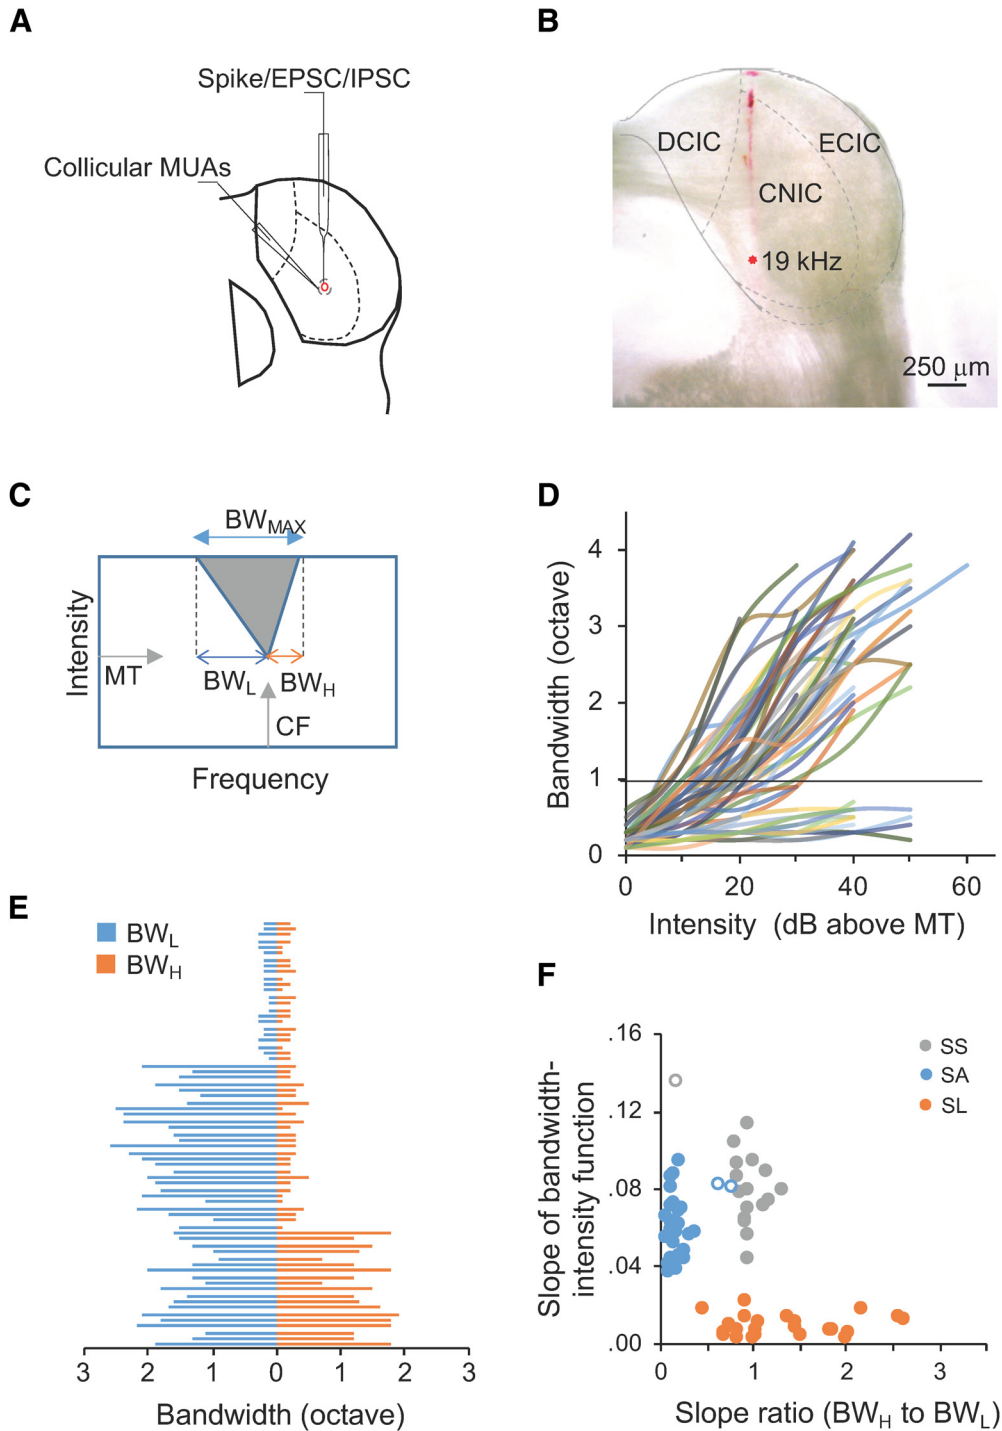 A
Spike/EPSC/IPSC
Collicular MUAs
B
DCIC
ECIC
CNIC
19 kHz
250 μm
C
BWMAX
Intensity
MT
BWL
BWH
CF
Frequency
D
Bandwidth (octave)
4
3
2
1
0
0 20 40 60
Intensity (dB above MT)
E
BWL
BWH
3 2 1 0 1 2 3
Bandwidth (octave)
F
Slope of bandwidth-
intensity function
.16
.12
.08
.04
.00
SS
SA
SL
0 1 2 3
Slope ratio (BWH to BWL)